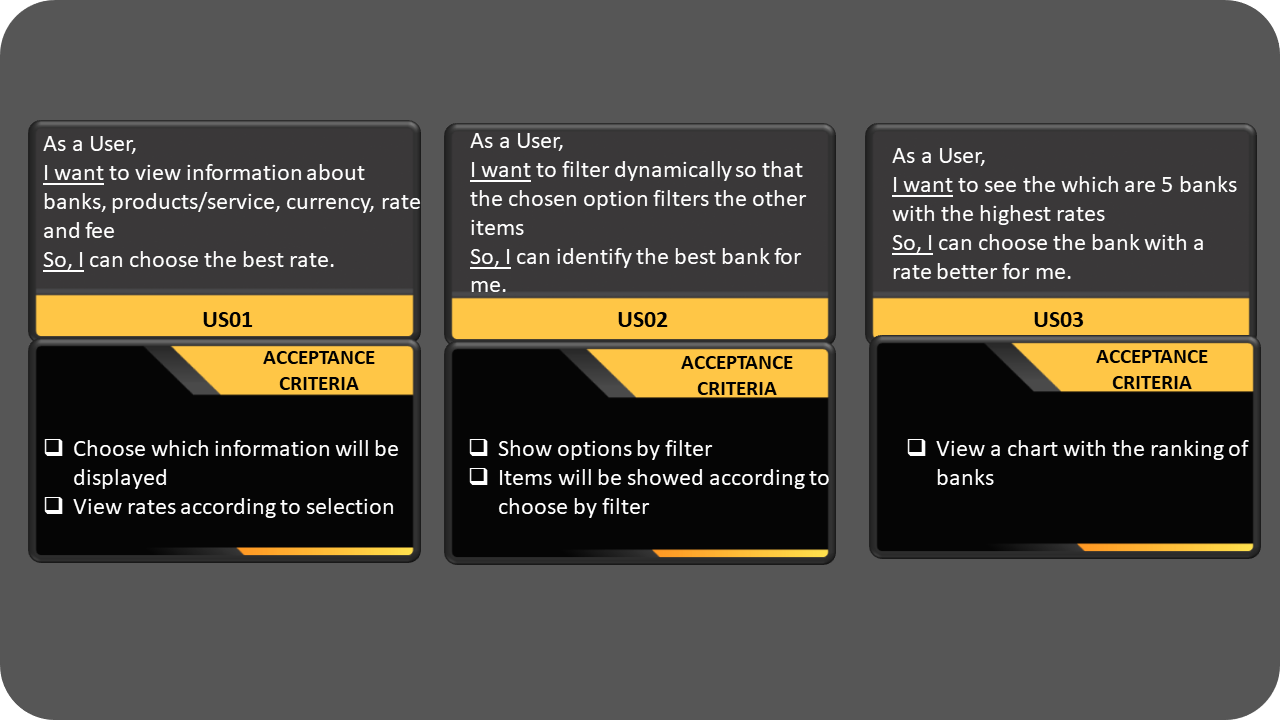 As a User,
I want to view information about
banks, products/service, currency, rate
and fee
So, I can choose the best rate.
US01
ACCEPTANCE
CRITERIA
❑ Choose which information will be
displayed
❑ View rates according to selection
As a User,
I want to filter dynamically so that
the chosen option filters the other
items
So, I can identify the best bank for
me.
US02
ACCEPTANCE
CRITERIA
❑ Show options by filter
❑ Items will be showed according to
choose by filter
As a User,
I want to see the which are 5 banks
with the highest rates
So, I can choose the bank with a
rate better for me.
US03
ACCEPTANCE
CRITERIA
❑ View a chart with the ranking of
banks